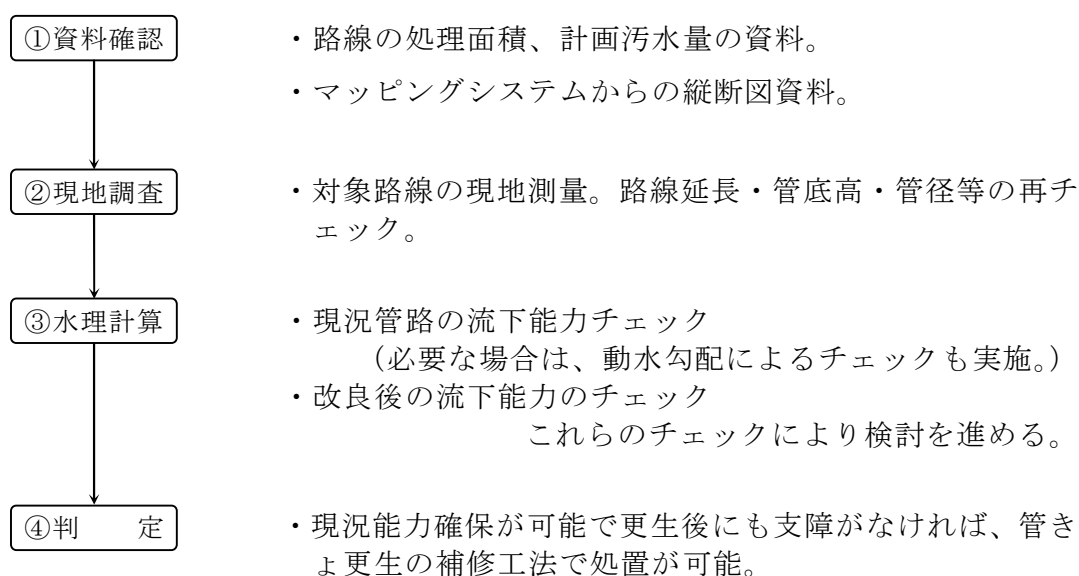 ①資料確認 ・路線の処理面積、計画汚水量の資料。
・マッピングシステムからの縦断図資料。
②現地調査 ・対象路線の現地測量。路線延長・管底高・管径等の再チ
ェック。
③水理計算 ・現況管路の流下能力チェック
（必要な場合は、動水勾配によるチェックも実施。）
・改良後の流下能力のチェック
これらのチェックにより検討を進める。
④判　　定 ・現況能力確保が可能で更生後にも支障がなければ、管き
ょ更生の補修工法で処置が可能。